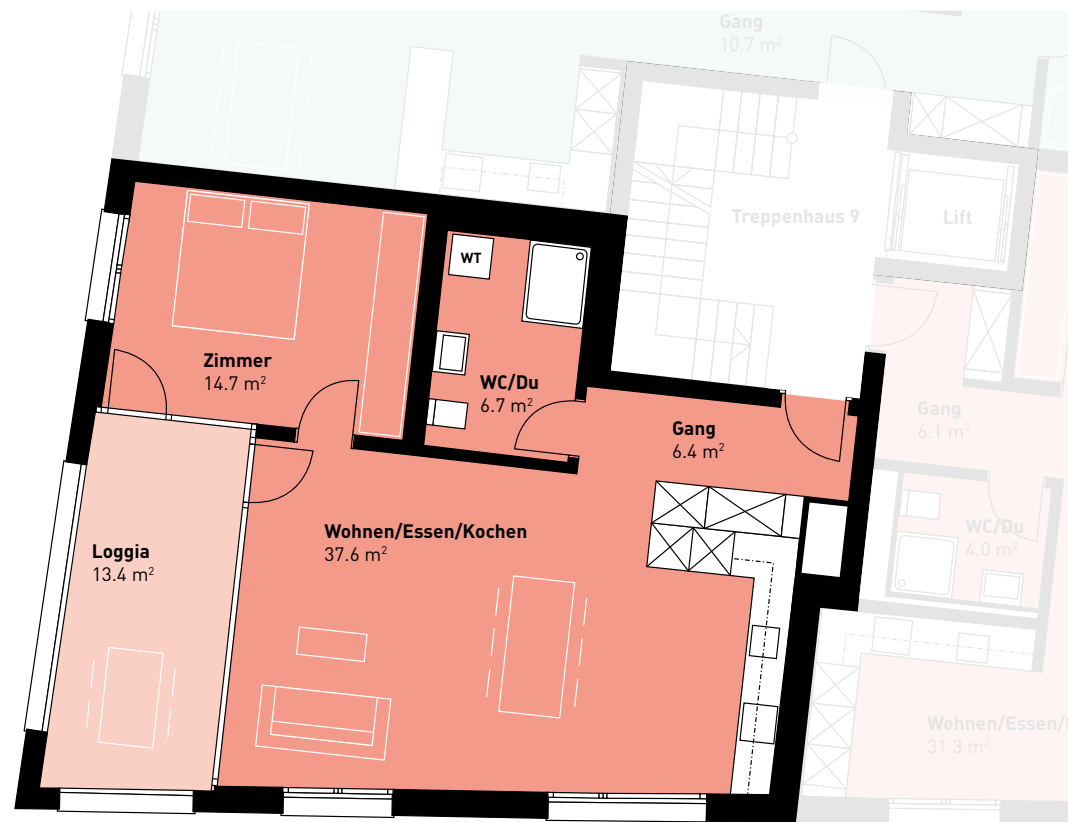 Gang
10.7 m²
Treppenhaus 9
Lift
WT
Zimmer
14.7 m²
WC/Du
6.7 m²
Gang
6.4 m²
Gang
6.1 m²
Wohnen/Essen/Kochen
37.6 m²
Loggia
13.4 m²
WC/Du
4.0 m²
Wohnen/Essen/
31.3 m²